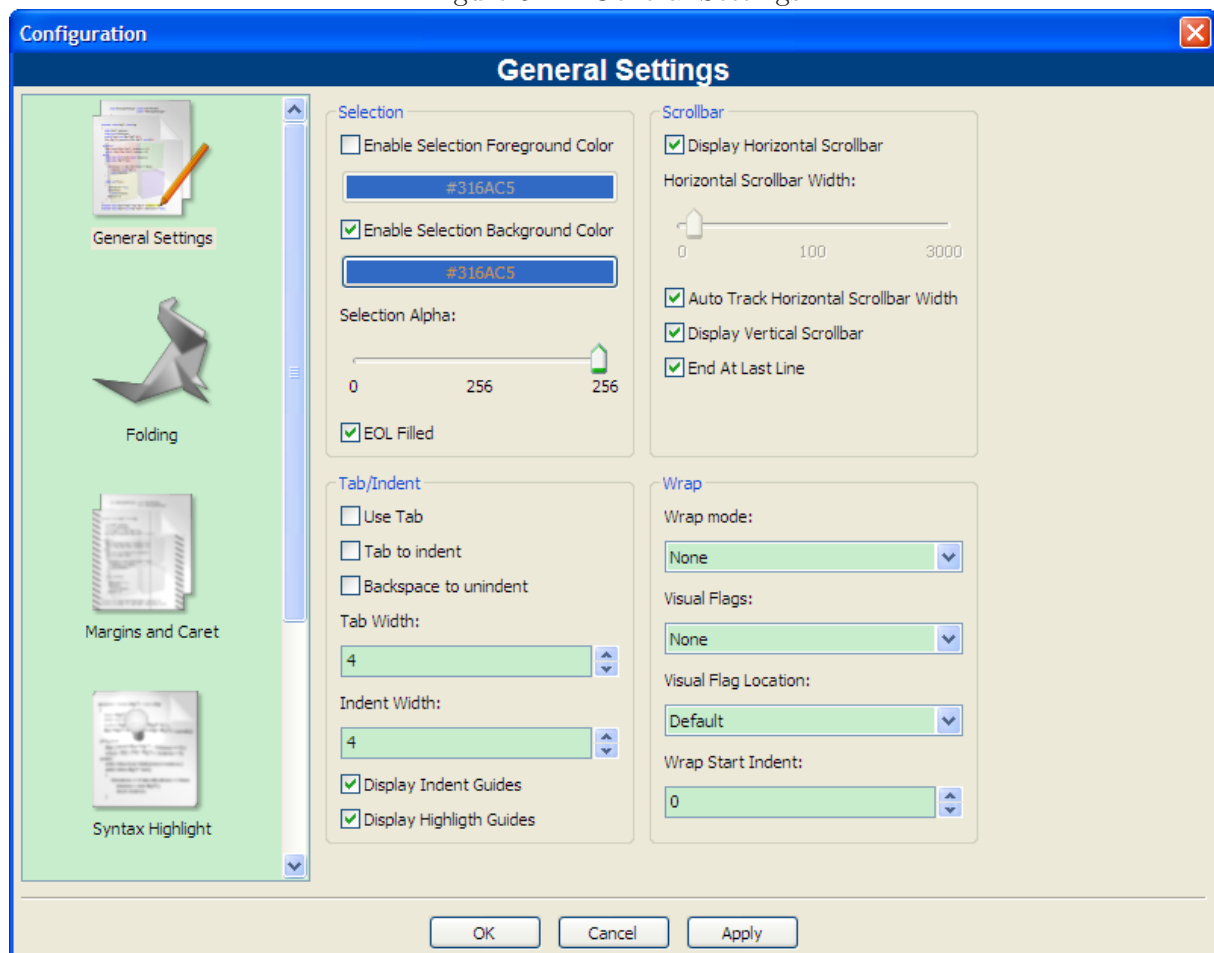 General Settings
Configuration
General Settings
General Settings
Folding
Margins and Caret
Syntax Highlight
Selection
Enable Selection Foreground Color
#316AC5
Enable Selection Background Color
#316AC5
Selection Alpha:
0 256 256
EOL Filled
Scrollbar
Display Horizontal Scrollbar
Horizontal Scrollbar Width:
0 100 3000
Auto Track Horizontal Scrollbar Width
Display Vertical Scrollbar
End At Last Line
Tab/Indent
Use Tab
Tab to indent
Backspace to unindent
Tab Width:
4
Indent Width:
4
Display Indent Guides
Display Highligth Guides
Wrap
Wrap mode:
None
Visual Flags:
None
Visual Flag Location:
Default
Wrap Start Indent:
0
OK Cancel Apply